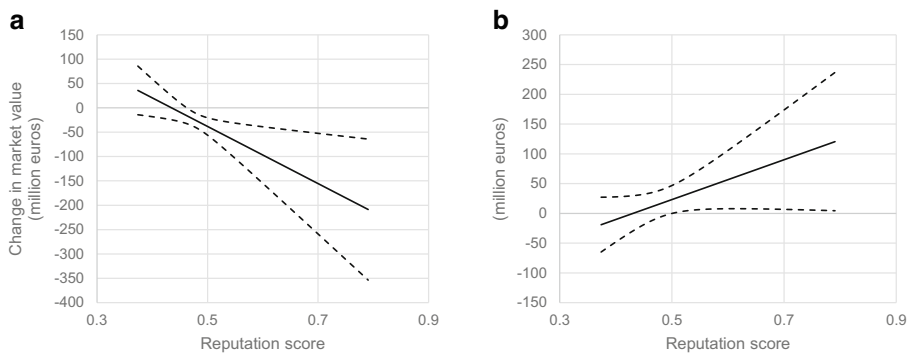 a
150
100
50
0
-50
-100
-150
-200
-250
-300
-350
-400
Change in market value
(million euros)
0.3 0.5 0.7 0.9
Reputation score
b
300
250
200
150
100
50
0
-50
-100
-150
(million euros)
0.3 0.5 0.7 0.9
Reputation score